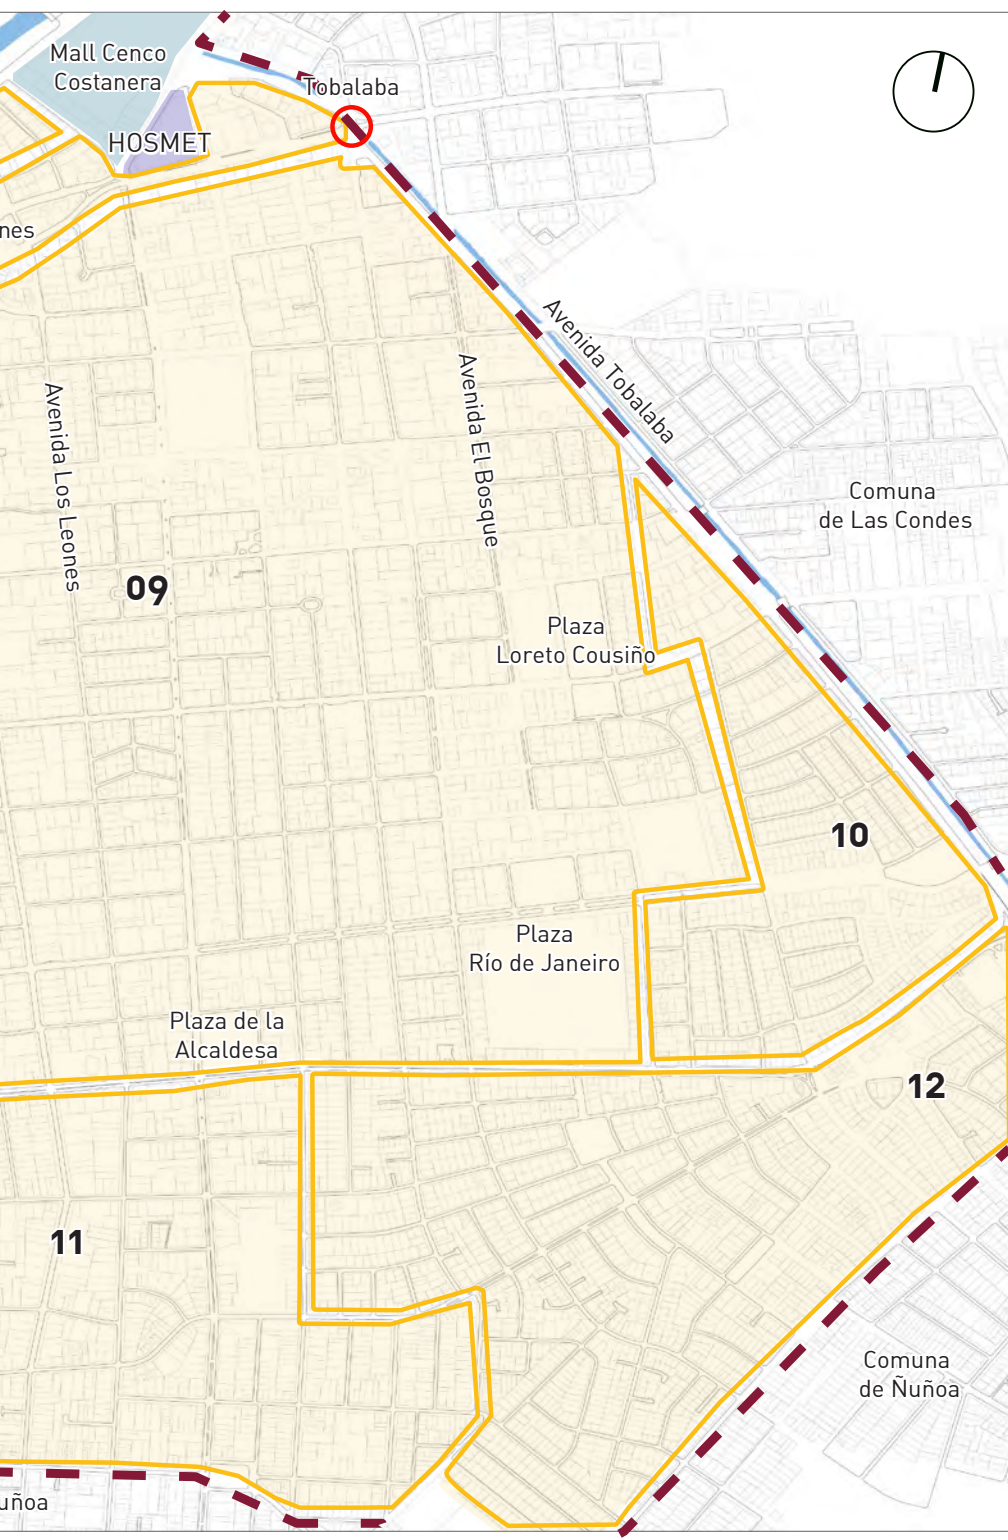 Mall Cenco
Costanera
Tobalaba
HOSMET
nes
Avenida Tobalaba
Avenida Los Leones
Avenida El Bosque
Comuna
de Las Condes
09
Plaza
Loreto Cousiño
10
Plaza
Río de Janeiro
Plaza de la
Alcaldesa
12
11
Comuna
de Ñuñoa
uñoa